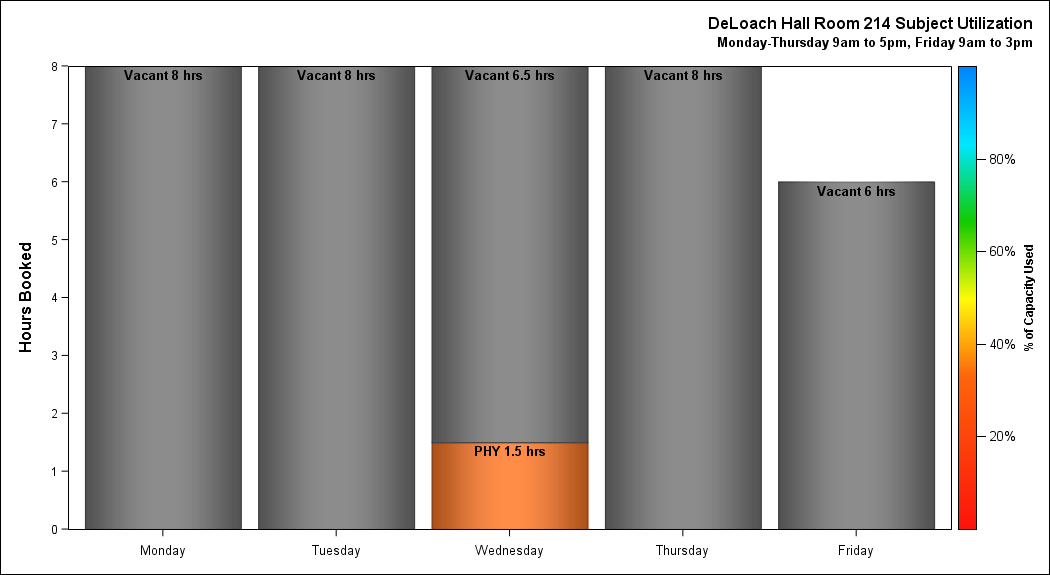 DeLoach Hall Room 214 Subject Utilization
Monday-Thursday 9am to 5pm, Friday 9am to 3pm
Hours Booked
8
7
6
5
4
3
2
1
0
Vacant 8 hrs
Vacant 8 hrs
Vacant 6.5 hrs
Vacant 8 hrs
Vacant 6 hrs
PHY 1.5 hrs
Monday
Tuesday
Wednesday
Thursday
Friday
80%
60%
40%
20%
% of Capacity Used